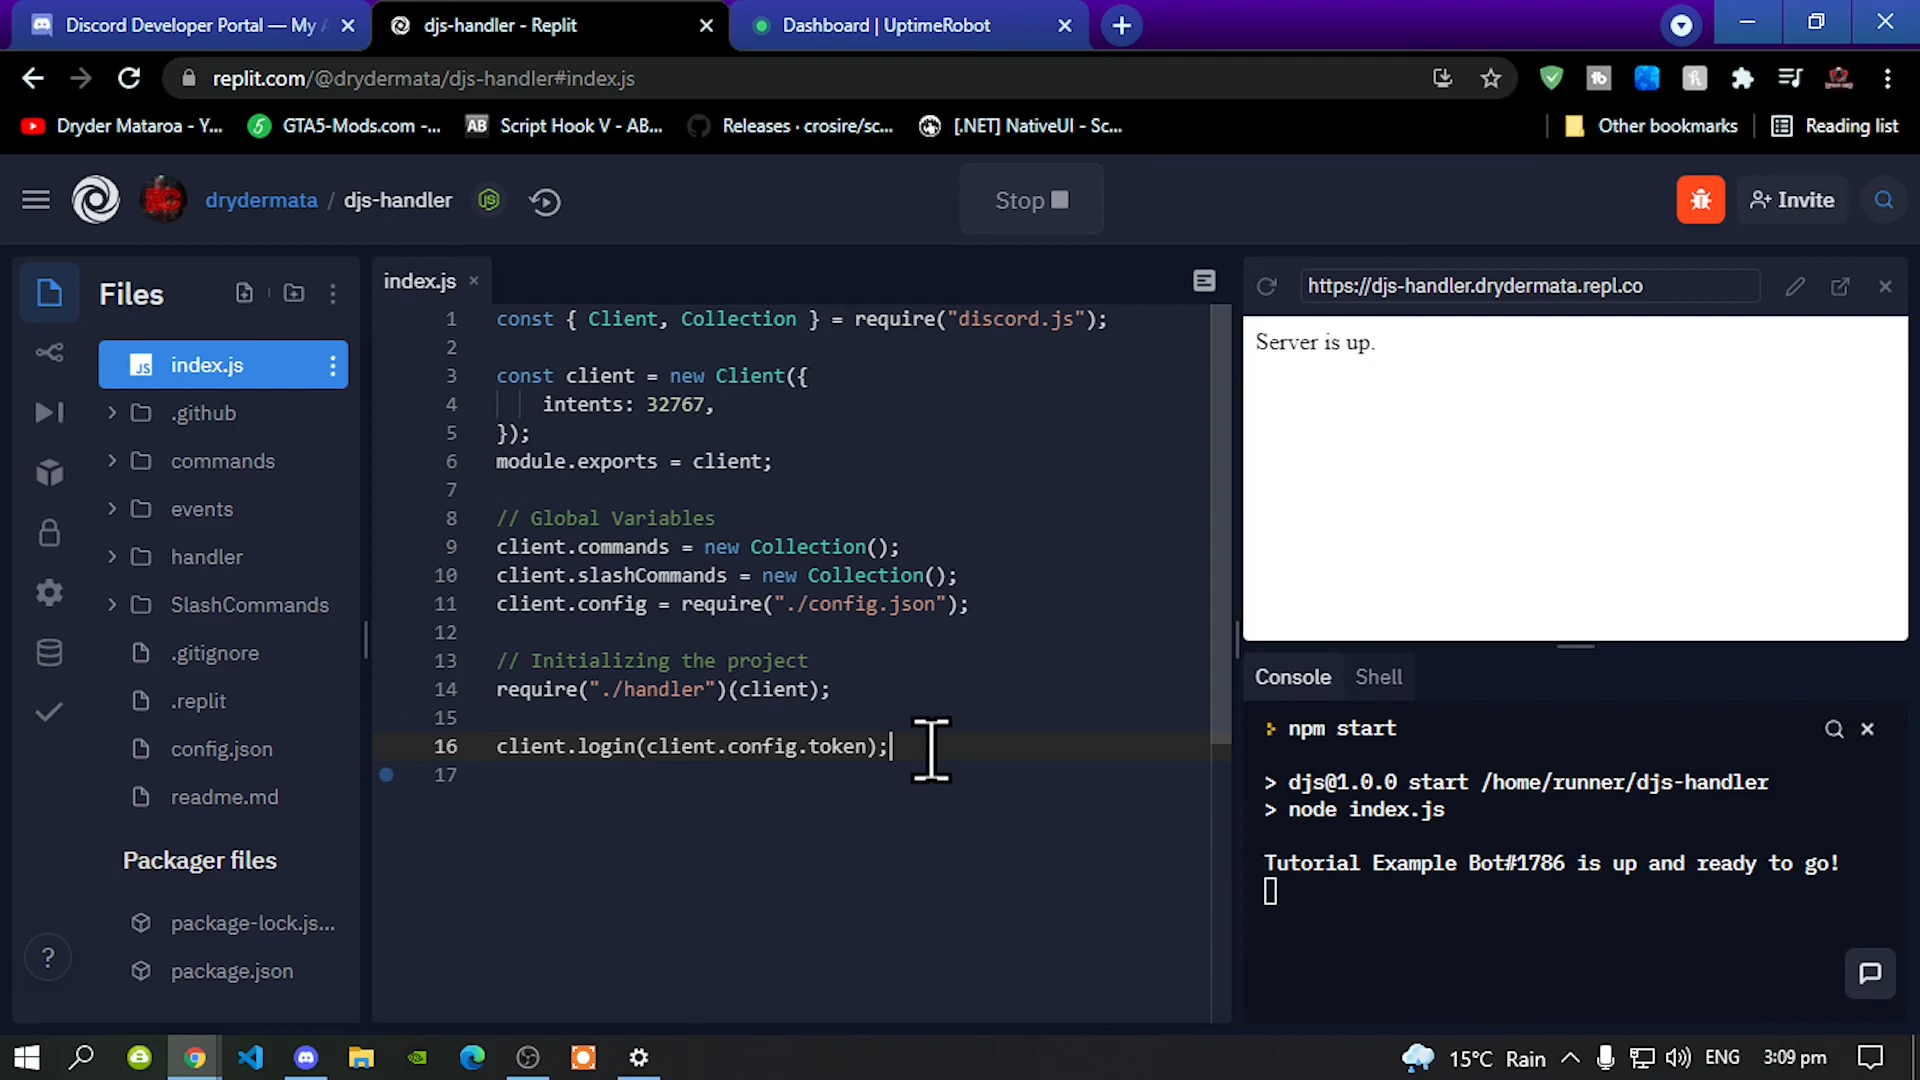 Discord Developer Portal — My A
djs-handler - Replit
Dashboard | UptimeRobot
replit.com/@drydermata/djs-handler#index.js
Dryder Mataroa - Y...
GTA5-Mods.com -...
AB Script Hook V - AB...
Releases · crosire/sc...
[.NET] NativeUI - Sc...
Other bookmarks
Reading list
drydermata / djs-handler
Stop
Invite
Files
index.js
.github
commands
events
handler
SlashCommands
.gitignore
.replit
config.json
readme.md
Packager files
package-lock.js...
package.json
index.js
1 const { Client, Collection } = require("discord.js");
2
3 const client = new Client({
4 intents: 32767,
5 });
6 module.exports = client;
7
8 // Global Variables
9 client.commands = new Collection();
10 client.slashCommands = new Collection();
11 client.config = require("./config.json");
12
13 // Initializing the project
14 require("./handler")(client);
15
16 client.login(client.config.token);
17
https://djs-handler.drydermata.repl.co
Server is up.
Console Shell
npm start
> djs@1.0.0 start /home/runner/djs-handler
> node index.js
Tutorial Example Bot#1786 is up and ready to go!
?
15°C Rain
ENG
3:09 pm